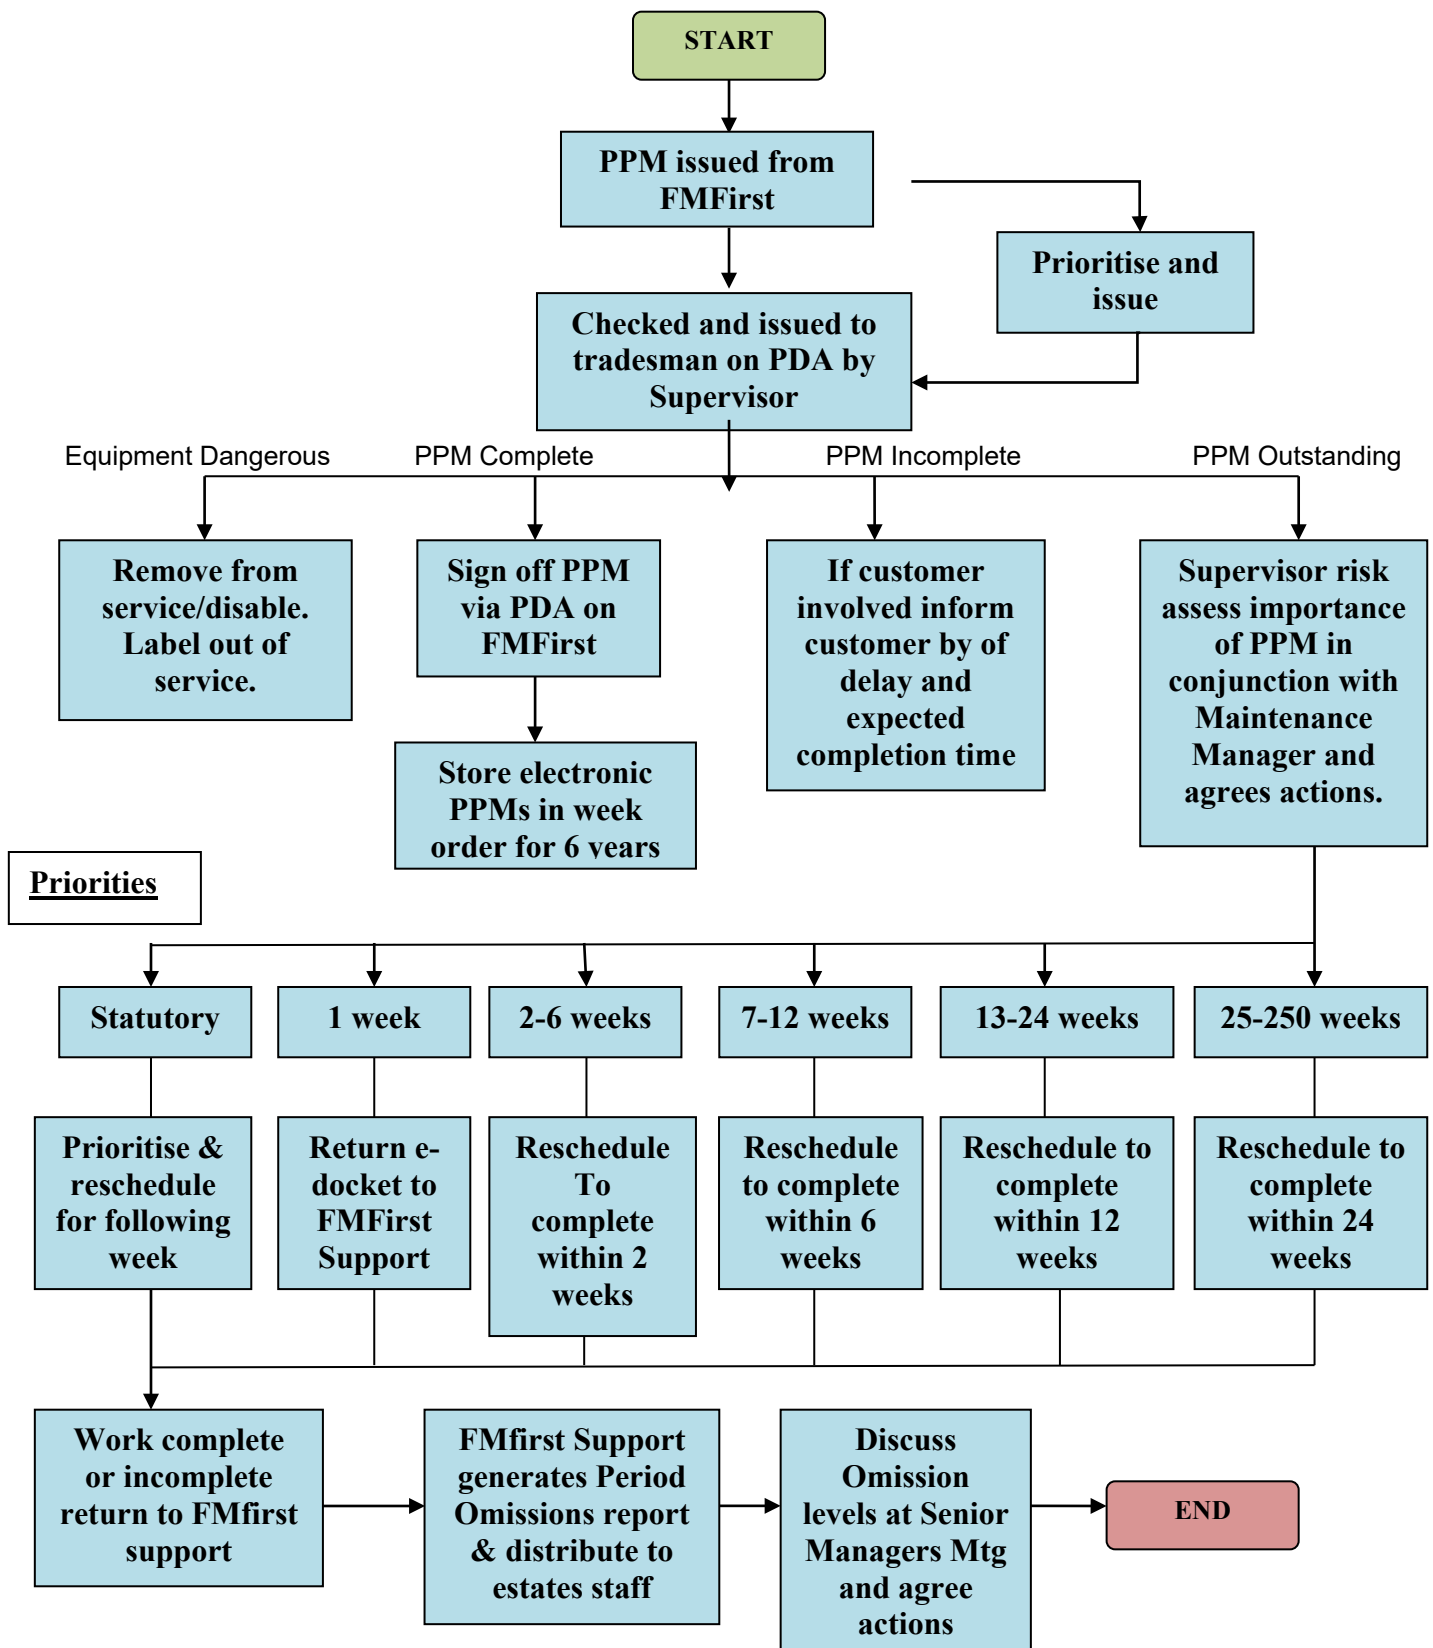 START
PPM issued from
FMFirst
Prioritise and
issue
Checked and issued to
tradesman on PDA by
Supervisor
Equipment Dangerous
PPM Complete
PPM Incomplete
PPM Outstanding
Remove from
service/disable.
Label out of
service.
Sign off PPM
via PDA on
FMFirst
If customer
involved inform
customer by of
delay and
expected
completion time
Supervisor risk
assess importance
of PPM in
conjunction with
Maintenance
Manager and
agrees actions.
Store electronic
PPMs in week
order for 6 years
Priorities
Statutory
1 week
2-6 weeks
7-12 weeks
13-24 weeks
25-250 weeks
Prioritise &
reschedule
for following
week
Return e-
docket to
FMFirst
Support
Reschedule
To
complete
within 2
weeks
Reschedule
to complete
within 6
weeks
Reschedule to
complete
within 12
weeks
Reschedule to
complete
within 24
weeks
Work complete
or incomplete
return to FMfirst
support
FMfirst Support
generates Period
Omissions report
& distribute to
estates staff
Discuss
Omission
levels at Senior
Managers Mtg
and agree
actions
END